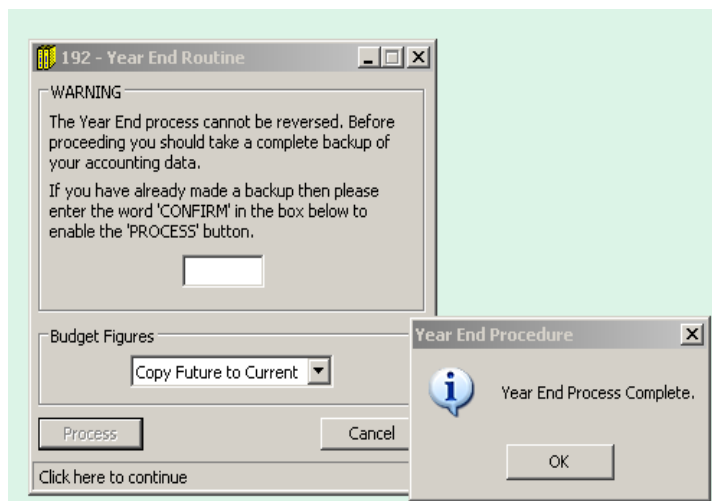 192 - Year End Routine
WARNING
The Year End process cannot be reversed. Before
proceeding you should take a complete backup of
your accounting data.
If you have already made a backup then please
enter the word 'CONFIRM' in the box below to
enable the 'PROCESS' button.
Budget Figures
Copy Future to Current
Process
Cancel
Click here to continue
Year End Procedure
Year End Process Complete.
OK